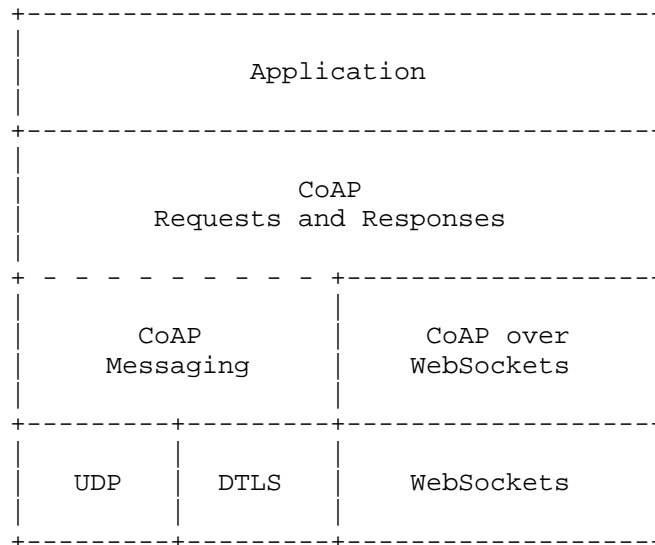 Application
CoAP
Requests and Responses
CoAP CoAP over
Messaging WebSockets
UDP DTLS WebSockets